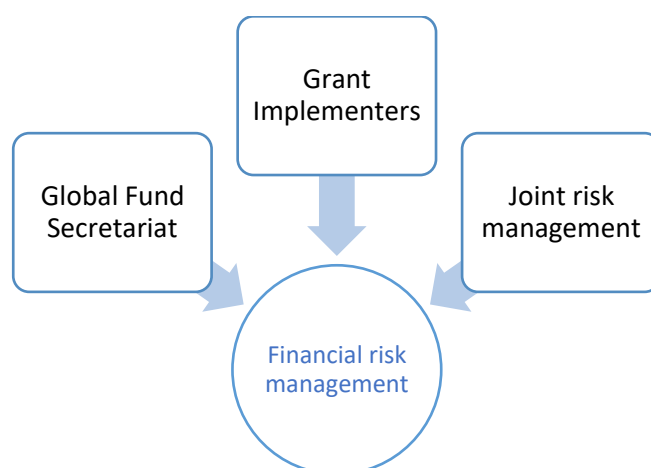 Grant
Implementers
Global Fund
Secretariat
Joint risk
management
Financial risk
management